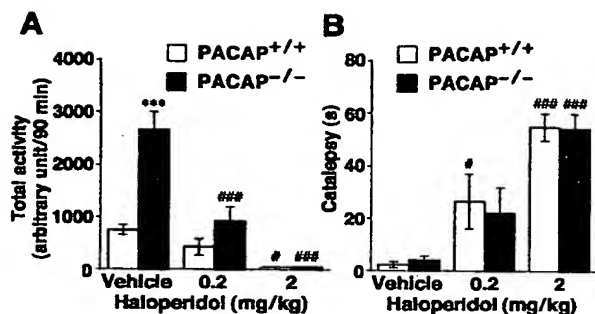 A
PACAP+/+
PACAP−/−
Total activity
(arbitrary unit/90 min)
4000
3000
2000
1000
0
***
###
# ###
Vehicle 0.2 2
Haloperidol (mg/kg)
B
PACAP+/+
PACAP−/−
Catalepsy (s)
80
60
40
20
0
#
### ###
Vehicle 0.2 2
Haloperidol (mg/kg)